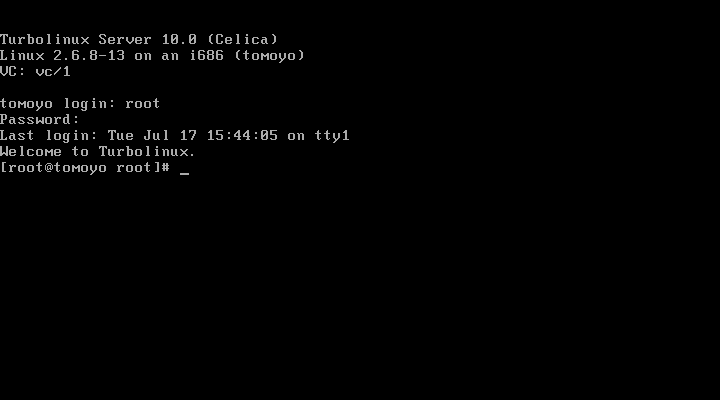 Turbolinux Server 10.0 (Celica)
Linux 2.6.8-13 on an i686 (tomoyo)
VC: vc/1
tomoyo login: root
Password:
Last login: Tue Jul 17 15:44:05 on tty1
Welcome to Turbolinux.
[root@tomoyo root]# _